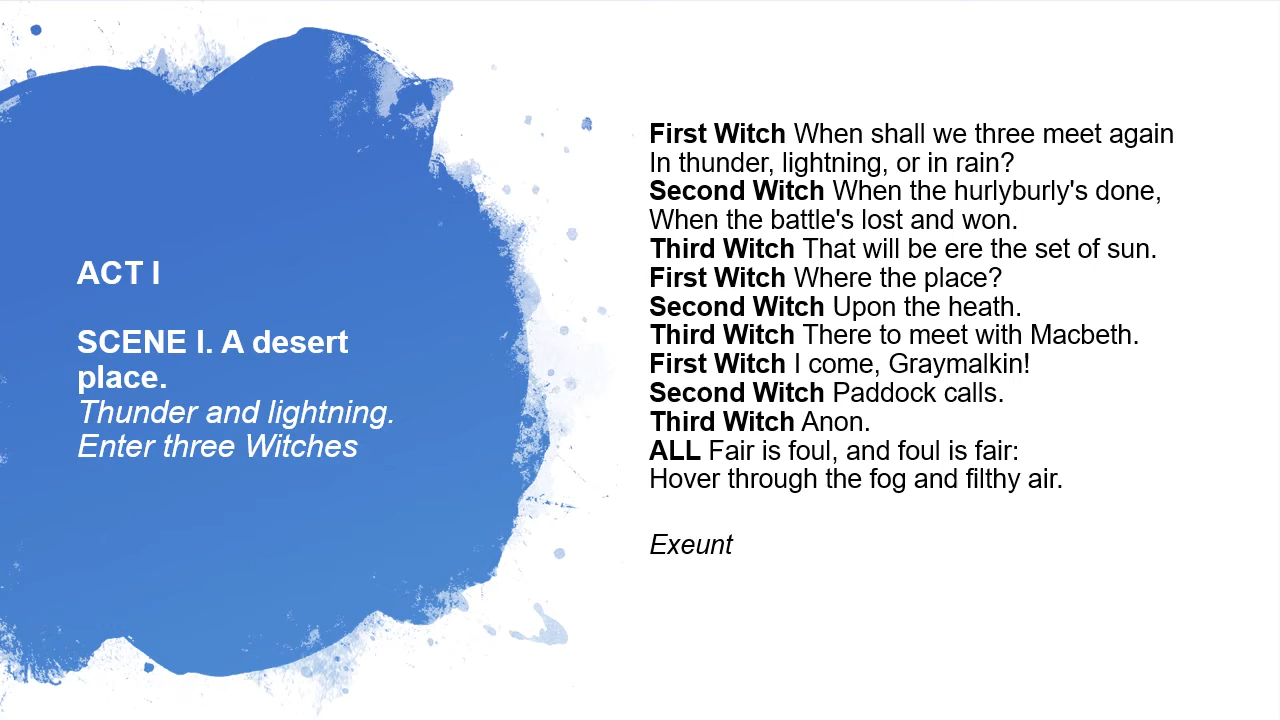 ACT I
SCENE I. A desert
place.
Thunder and lightning.
Enter three Witches
First Witch When shall we three meet again
In thunder, lightning, or in rain?
Second Witch When the hurlyburly's done,
When the battle's lost and won.
Third Witch That will be ere the set of sun.
First Witch Where the place?
Second Witch Upon the heath.
Third Witch There to meet with Macbeth.
First Witch I come, Graymalkin!
Second Witch Paddock calls.
Third Witch Anon.
ALL Fair is foul, and foul is fair:
Hover through the fog and filthy air.
Exeunt